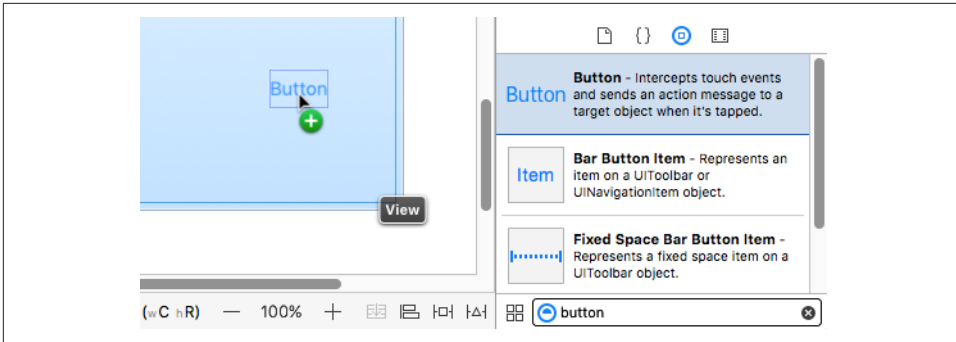 Button
View
(wC hR) — 100% +
{}
Button
Button - Intercepts touch events
and sends an action message to a
target object when it's tapped.
Item
Bar Button Item - Represents an
item on a UIToolbar or
UINavigationItem object.
Fixed Space Bar Button Item -
Represents a fixed space item on a
UIToolbar object.
button